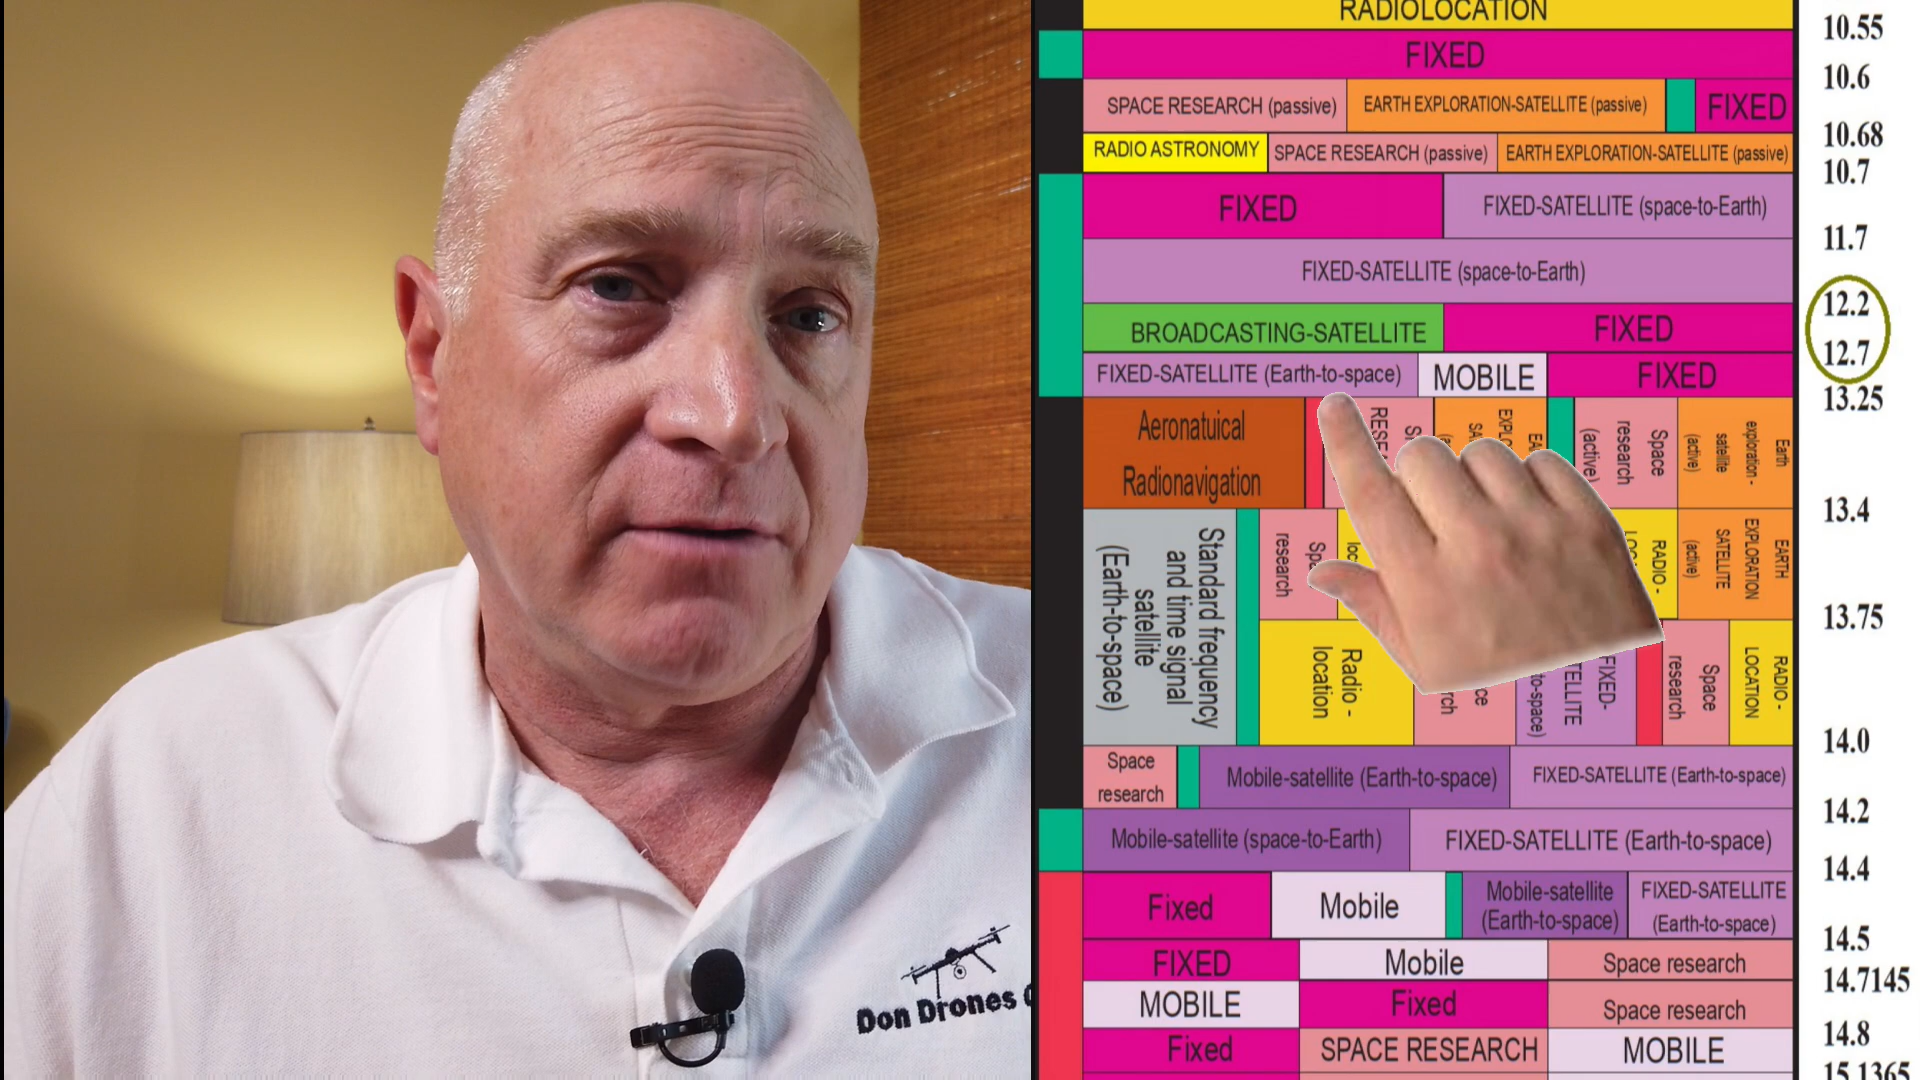 RADIOLOCATION
10.55
FIXED
10.6
SPACE RESEARCH (passive)
EARTH EXPLORATION-SATELLITE (passive)
FIXED
10.68
RADIO ASTRONOMY
SPACE RESEARCH (passive)
EARTH EXPLORATION-SATELLITE (passive)
10.7
FIXED
FIXED-SATELLITE (space-to-Earth)
11.7
FIXED-SATELLITE (space-to-Earth)
12.2
BROADCASTING-SATELLITE
FIXED
12.7
FIXED-SATELLITE (Earth-to-space)
MOBILE
FIXED
13.25
Aeronatuical
Radionavigation
Space
research
(active)
Earth
exploration-
satellite
(active)
13.4
Standard frequency
and time signal
satellite
(Earth-to-space)
research
RADIO -
EARTH
EXPLORATION
SATELLITE
(active)
13.75
Radio -
location
FIXED-
Space
research
RADIO -
LOCATION
14.0
Space
research
Mobile-satellite (Earth-to-space)
FIXED-SATELLITE (Earth-to-space)
14.2
Mobile-satellite (space-to-Earth)
FIXED-SATELLITE (Earth-to-space)
14.4
Fixed
Mobile
Mobile-satellite
(Earth-to-space)
FIXED-SATELLITE
(Earth-to-space)
14.5
FIXED
Mobile
Space research
14.7145
MOBILE
Fixed
Space research
14.8
Fixed
SPACE RESEARCH
MOBILE
15.1365
Don Drones